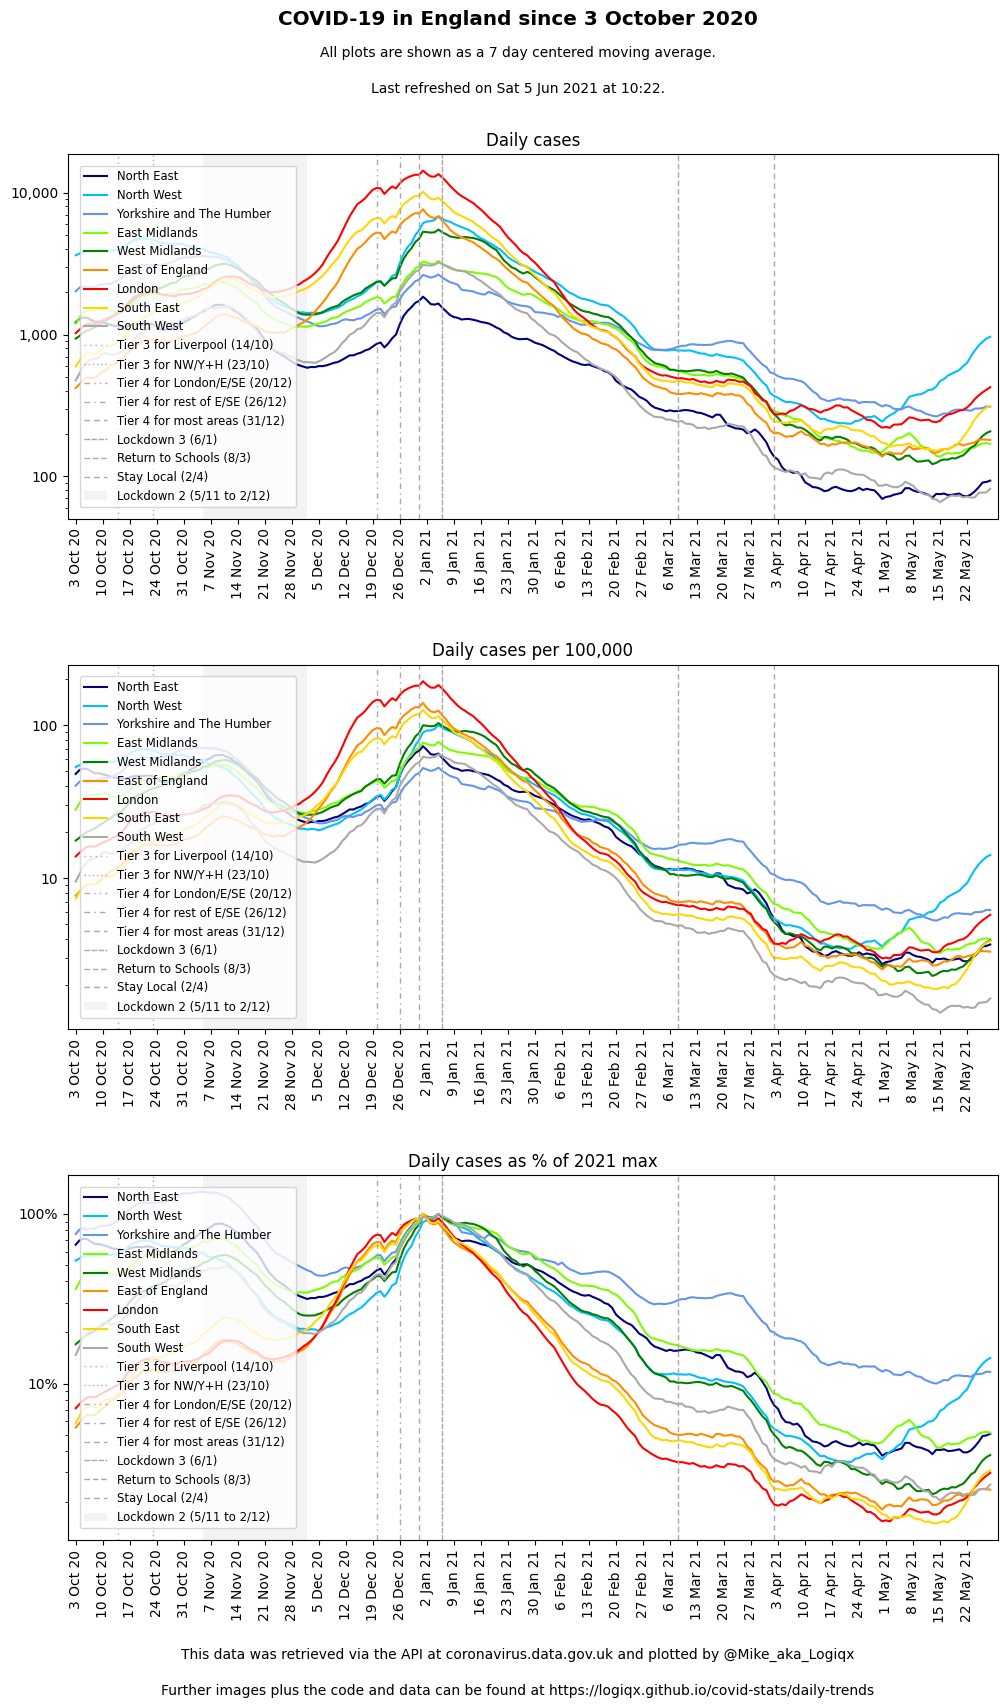 COVID-19 in England since 3 October 2020
All plots are shown as a 7 day centered moving average.
Last refreshed on Sat 5 Jun 2021 at 10:22.
Daily cases
10,000
1,000
100
North East
North West
Yorkshire and The Humber
East Midlands
West Midlands
East of England
London
South East
South West
Tier 3 for Liverpool (14/10)
Tier 3 for NW/Y+H (23/10)
Tier 4 for London/E/SE (20/12)
Tier 4 for rest of E/SE (26/12)
Tier 4 for most areas (31/12)
Lockdown 3 (6/1)
Return to Schools (8/3)
Stay Local (2/4)
Lockdown 2 (5/11 to 2/12)
3 Oct 20
10 Oct 20
17 Oct 20
24 Oct 20
31 Oct 20
7 Nov 20
14 Nov 20
21 Nov 20
28 Nov 20
5 Dec 20
12 Dec 20
19 Dec 20
26 Dec 20
2 Jan 21
9 Jan 21
16 Jan 21
23 Jan 21
30 Jan 21
6 Feb 21
13 Feb 21
20 Feb 21
27 Feb 21
6 Mar 21
13 Mar 21
20 Mar 21
27 Mar 21
3 Apr 21
10 Apr 21
17 Apr 21
24 Apr 21
1 May 21
8 May 21
15 May 21
22 May 21
Daily cases per 100,000
100
10
North East
North West
Yorkshire and The Humber
East Midlands
West Midlands
East of England
London
South East
South West
Tier 3 for Liverpool (14/10)
Tier 3 for NW/Y+H (23/10)
Tier 4 for London/E/SE (20/12)
Tier 4 for rest of E/SE (26/12)
Tier 4 for most areas (31/12)
Lockdown 3 (6/1)
Return to Schools (8/3)
Stay Local (2/4)
Lockdown 2 (5/11 to 2/12)
3 Oct 20
10 Oct 20
17 Oct 20
24 Oct 20
31 Oct 20
7 Nov 20
14 Nov 20
21 Nov 20
28 Nov 20
5 Dec 20
12 Dec 20
19 Dec 20
26 Dec 20
2 Jan 21
9 Jan 21
16 Jan 21
23 Jan 21
30 Jan 21
6 Feb 21
13 Feb 21
20 Feb 21
27 Feb 21
6 Mar 21
13 Mar 21
20 Mar 21
27 Mar 21
3 Apr 21
10 Apr 21
17 Apr 21
24 Apr 21
1 May 21
8 May 21
15 May 21
22 May 21
Daily cases as % of 2021 max
100%
10%
North East
North West
Yorkshire and The Humber
East Midlands
West Midlands
East of England
London
South East
South West
Tier 3 for Liverpool (14/10)
Tier 3 for NW/Y+H (23/10)
Tier 4 for London/E/SE (20/12)
Tier 4 for rest of E/SE (26/12)
Tier 4 for most areas (31/12)
Lockdown 3 (6/1)
Return to Schools (8/3)
Stay Local (2/4)
Lockdown 2 (5/11 to 2/12)
3 Oct 20
10 Oct 20
17 Oct 20
24 Oct 20
31 Oct 20
7 Nov 20
14 Nov 20
21 Nov 20
28 Nov 20
5 Dec 20
12 Dec 20
19 Dec 20
26 Dec 20
2 Jan 21
9 Jan 21
16 Jan 21
23 Jan 21
30 Jan 21
6 Feb 21
13 Feb 21
20 Feb 21
27 Feb 21
6 Mar 21
13 Mar 21
20 Mar 21
27 Mar 21
3 Apr 21
10 Apr 21
17 Apr 21
24 Apr 21
1 May 21
8 May 21
15 May 21
22 May 21
This data was retrieved via the API at coronavirus.data.gov.uk and plotted by @Mike_aka_Logiqx
Further images plus the code and data can be found at https://logiqx.github.io/covid-stats/daily-trends